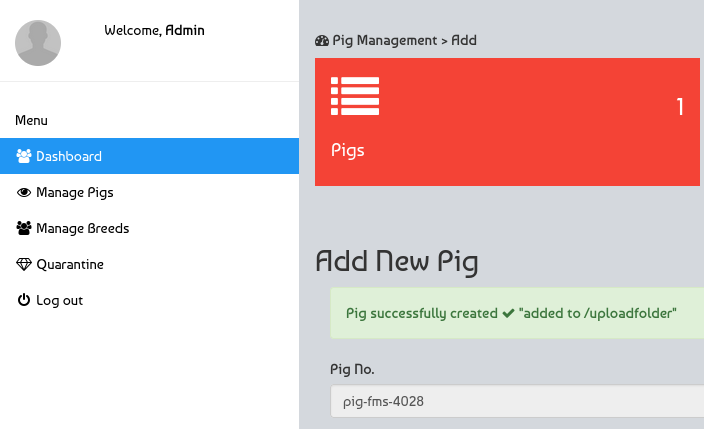 Welcome, Admin
Menu
Dashboard
Manage Pigs
Manage Breeds
Quarantine
Log out
Pig Management > Add
1
Pigs
Add New Pig
Pig successfully created ✔ "added to /uploadfolder"
Pig No.
pig-fms-4028